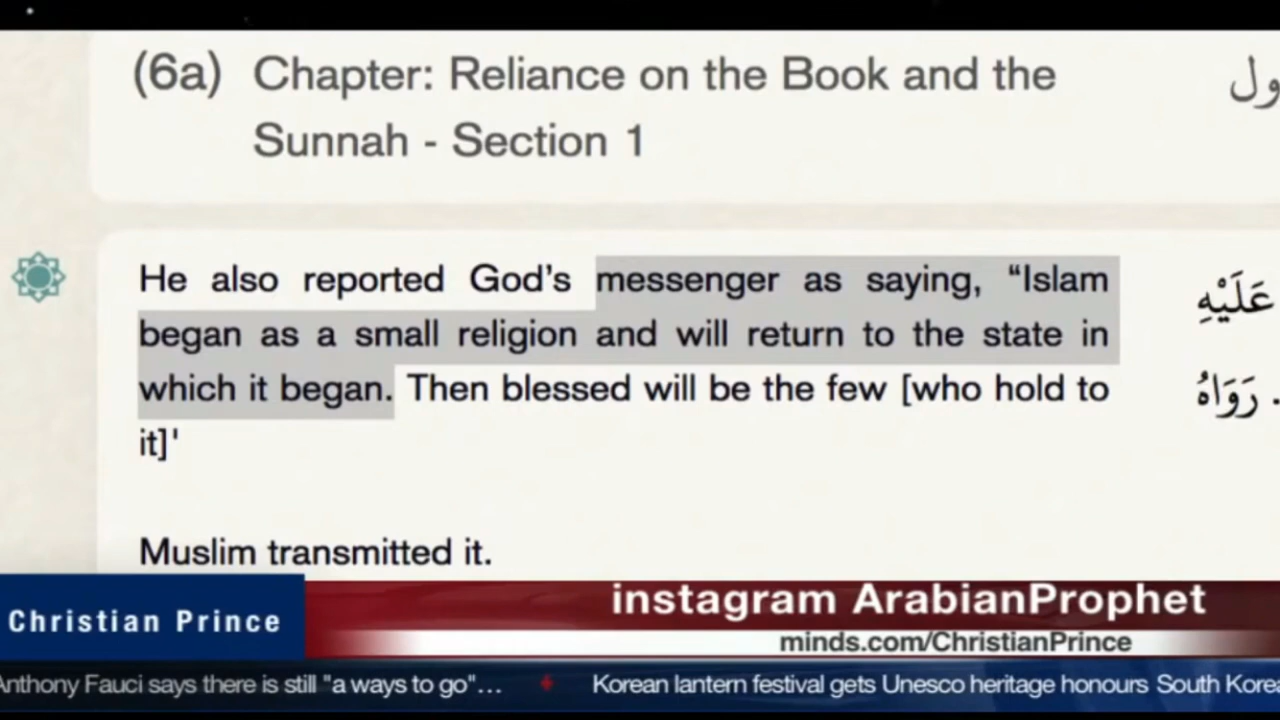 (6a) Chapter: Reliance on the Book and the
Sunnah - Section 1
He also reported God's messenger as saying, “Islam
عَلَيْهِ
began as a small religion and will return to the state in
which it began. Then blessed will be the few [who hold to
رَوَاهُ .
it]'
Muslim transmitted it.
Christian Prince
instagram ArabianProphet
minds.com/ChristianPrince
Anthony Fauci says there is still "a ways to go"... Korean lantern festival gets Unesco heritage honours South